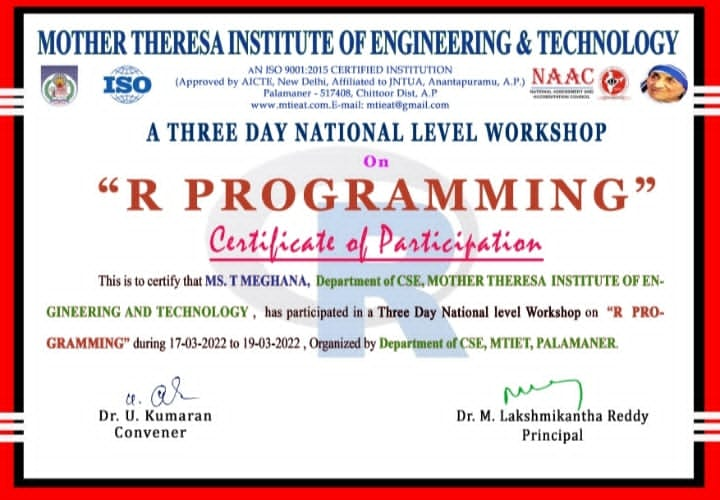 MOTHER THERESA INSTITUTE OF ENGINEERING & TECHNOLOGY
AN ISO 9001:2015 CERTIFIED INSTITUTION
(Approved by AICTE, New Delhi, Affiliated to JNTUA, Anantapuramu, A.P.)
Palamaner - 517408, Chittoor Dist, A.P
www.mtieat.com.E-mail: mtieat@gmail.com
ISO
NAAC
NATIONAL ASSESSMENT AND
ACCREDITATION COUNCIL
A THREE DAY NATIONAL LEVEL WORKSHOP
On
“R PROGRAMMING”
Certificate of Participation
This is to certify that MS. T MEGHANA, Department of CSE, MOTHER THERESA INSTITUTE OF EN-
GINEERING AND TECHNOLOGY , has participated in a Three Day National level Workshop on “R PRO-
GRAMMING” during 17-03-2022 to 19-03-2022 , Organized by Department of CSE, MTIET, PALAMANER.
Dr. U. Kumaran
Convener
Dr. M. Lakshmikantha Reddy
Principal